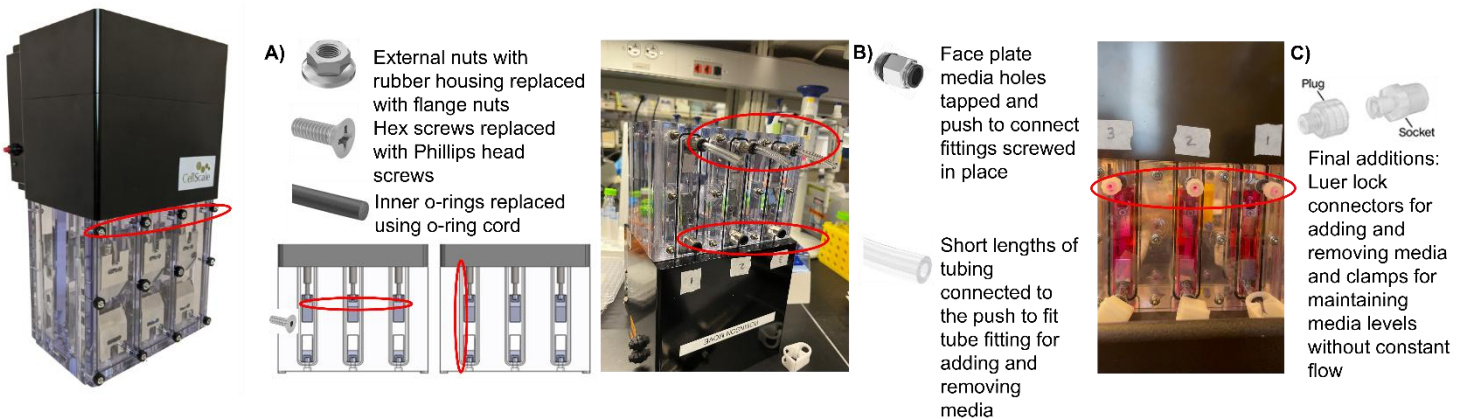 CellScale
A)
External nuts with
rubber housing replaced
with flange nuts
Hex screws replaced
with Phillips head
screws
Inner o-rings replaced
using o-ring cord
1
2
ROBINSON MCVE
B)
Face plate
media holes
tapped and
push to connect
fittings screwed
in place
Short lengths of
tubing
connected to
the push to fit
tube fitting for
adding and
removing
media
3
2
1
C)
Plug
Socket
Final additions:
Luer lock
connectors for
adding and
removing media
and clamps for
maintaining
media levels
without constant
flow